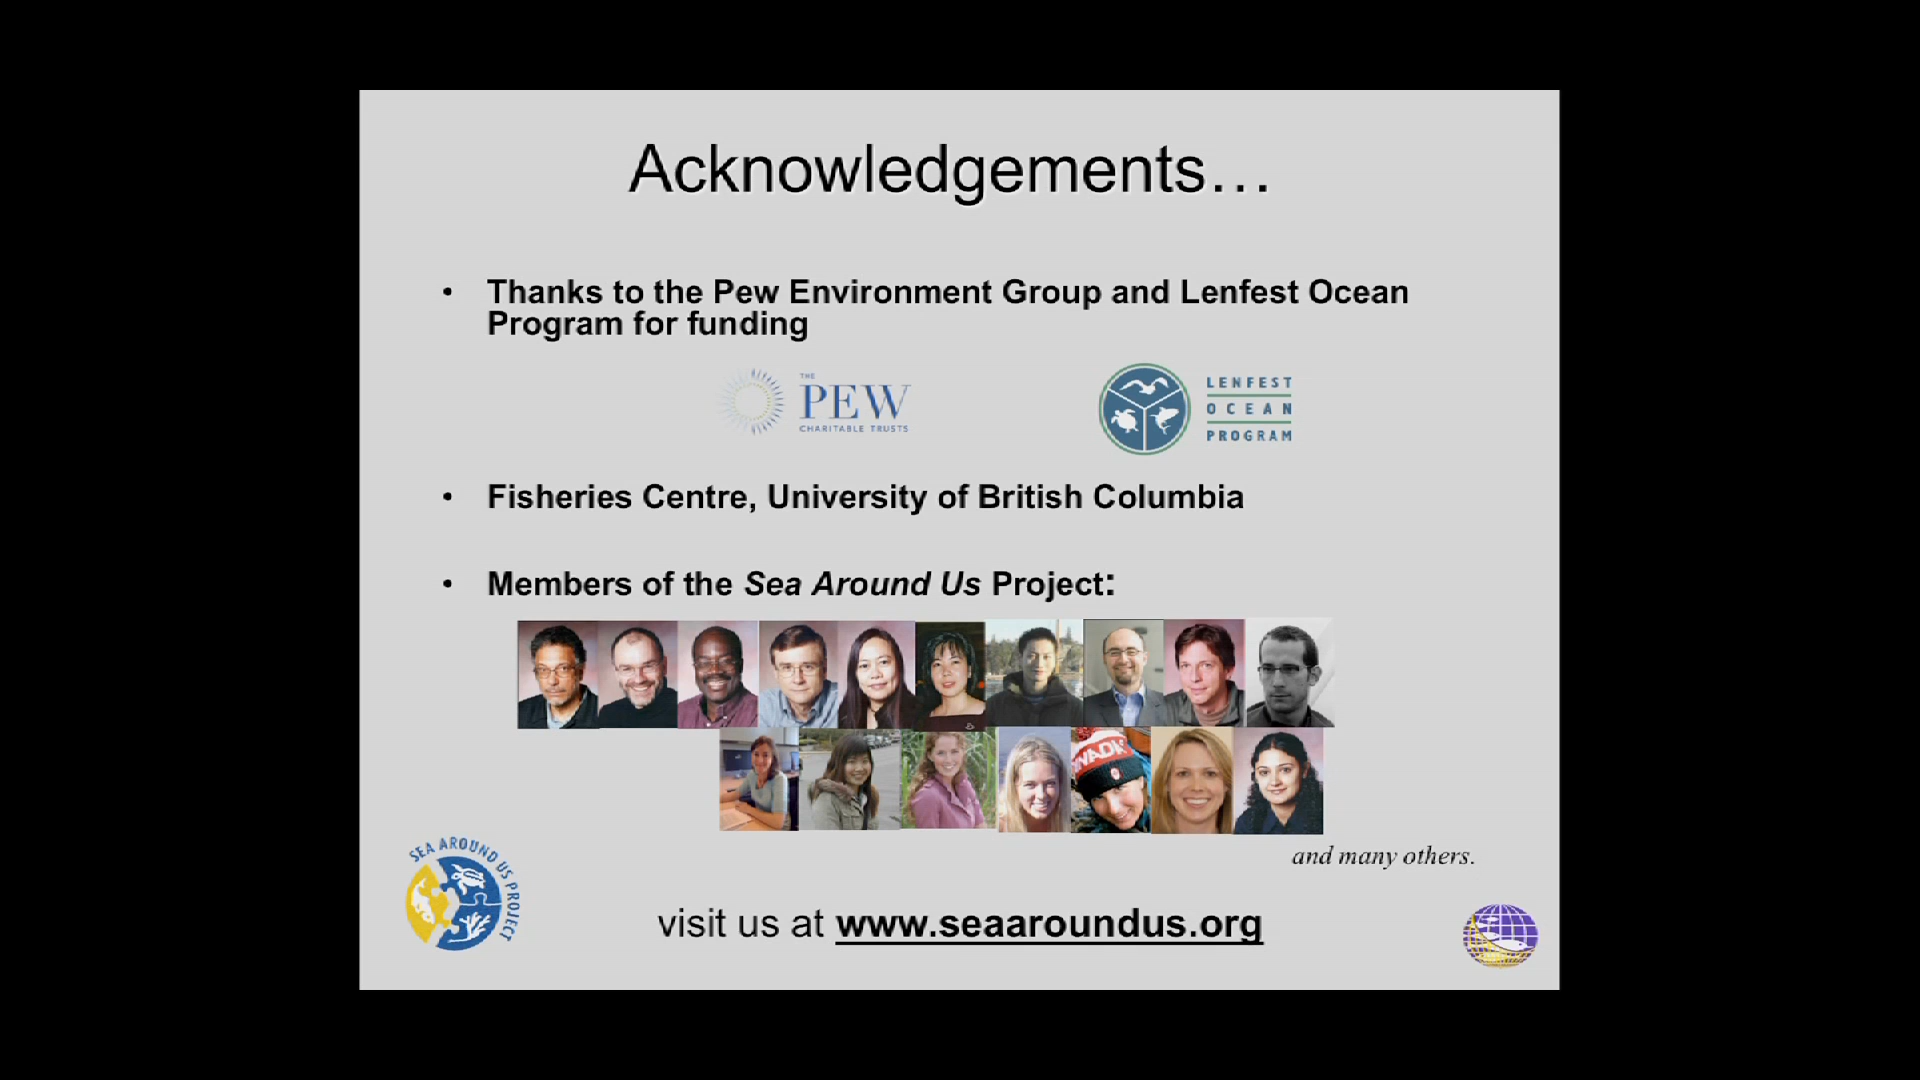 Acknowledgements…
• Thanks to the Pew Environment Group and Lenfest Ocean
Program for funding
THE
PEW
CHARITABLE TRUSTS
LENFEST
OCEAN
PROGRAM
• Fisheries Centre, University of British Columbia
• Members of the Sea Around Us Project:
and many others.
SEA AROUND US PROJECT
visit us at www.seaaroundus.org